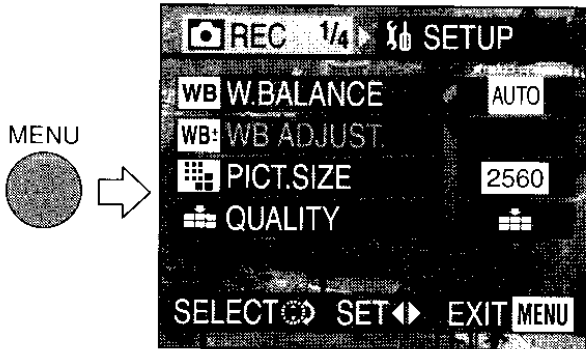 REC 1/4 SETUP
WB W.BALANCE AUTO
WB± WB ADJUST.
MENU
PICT.SIZE 2560
QUALITY
SELECT SET EXIT MENU